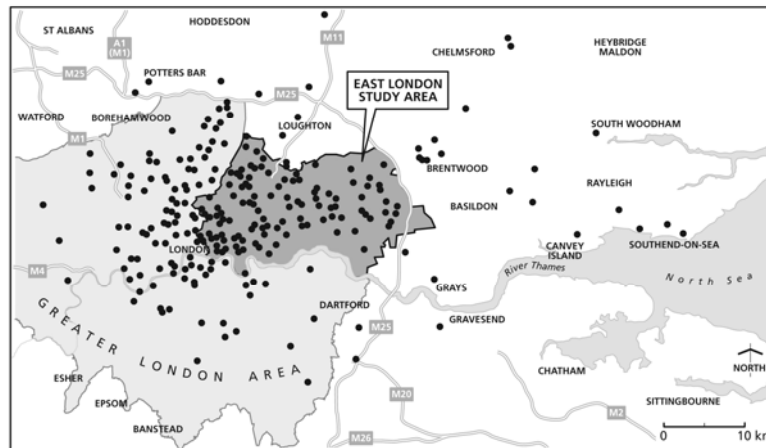 HODDESDON
ST ALBANS
A1
(M1)
M11
CHELMSFORD
HEYBRIDGE
MALDON
M25
POTTERS BAR
M25
EAST LONDON
STUDY AREA
WATFORD
BOREHAMWOOD
LOUGHTON
SOUTH WOODHAM
M1
BRENTWOOD
RAYLEIGH
BASILDON
LONDON
CANVEY
ISLAND
SOUTHEND-ON-SEA
M4
River Thames
North Sea
GRAYS
DARTFORD
GRAVESEND
M25
GREATER LONDON AREA
CHATHAM
NORTH
ESHER
EPSOM
M20
SITTINGBOURNE
BANSTEAD
M2
M26
0 10 km